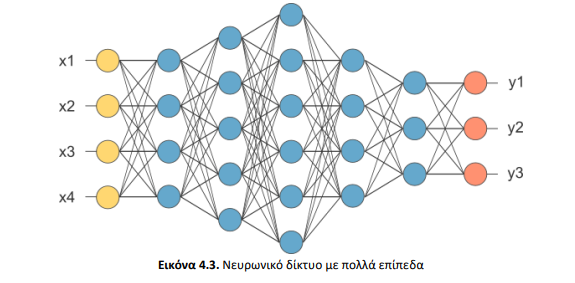 x1
x2
x3
x4
y1
y2
y3
Εικόνα 4.3. Νευρωνικό δίκτυο με πολλά επίπεδα